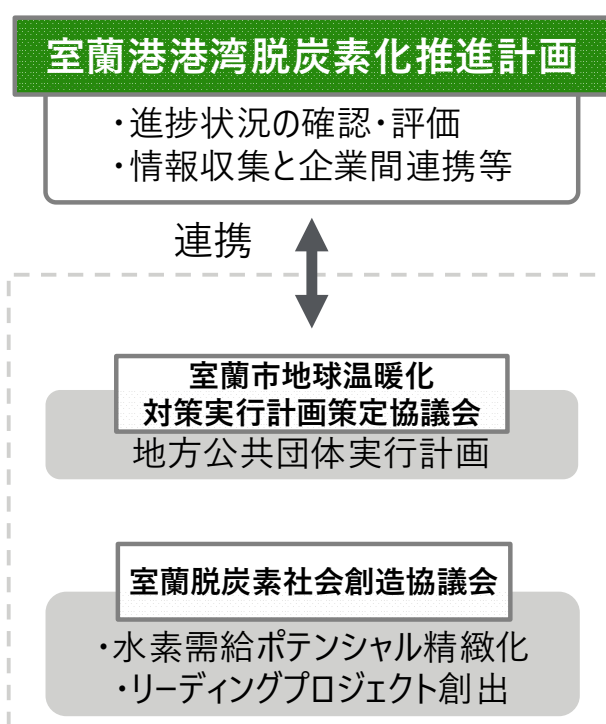 室蘭港港湾脱炭素化推進計画
・進捗状況の確認・評価
・情報収集と企業間連携等
連携
室蘭市地球温暖化
対策実行計画策定協議会
地方公共団体実行計画
室蘭脱炭素社会創造協議会
・水素需給ポテンシャル精緻化
・リーディングプロジェクト創出